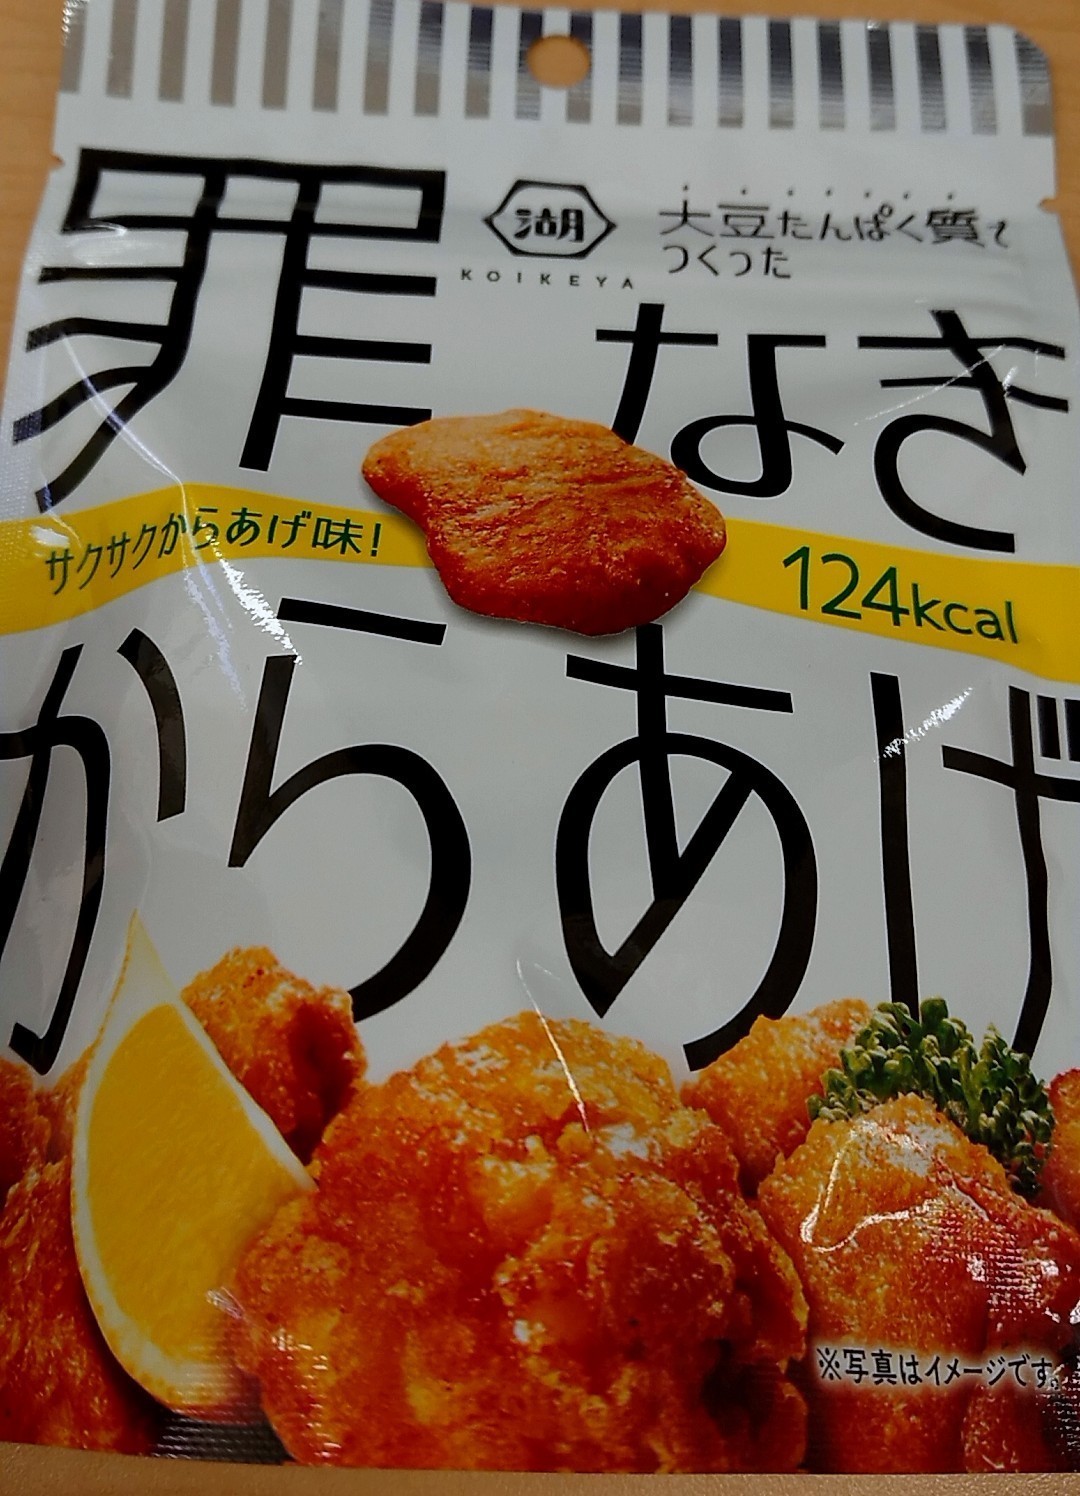 湖
KOIKEYA
大豆たんぱく質で
つくった
罪なき
サクサクからあげ味!
124kcal
からあげ
※写真はイメージです。